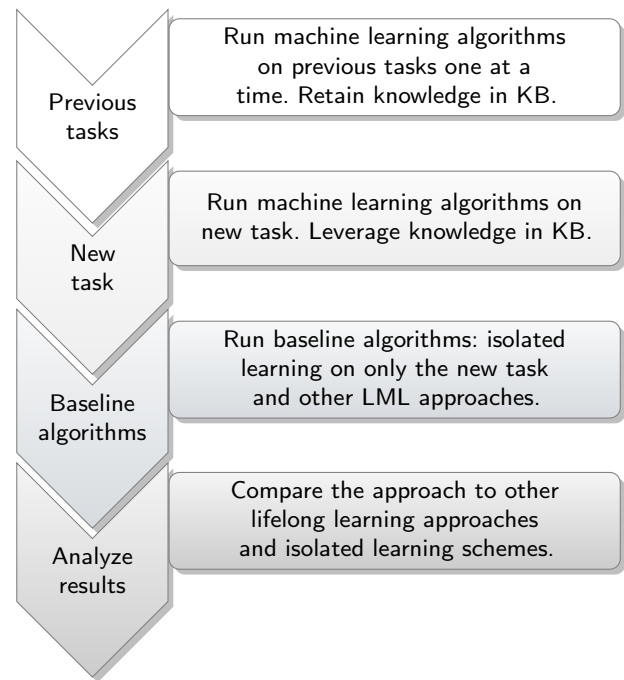 Previous
tasks
Run machine learning algorithms
on previous tasks one at a
time. Retain knowledge in KB.
New
task
Run machine learning algorithms on
new task. Leverage knowledge in KB.
Baseline
algorithms
Run baseline algorithms: isolated
learning on only the new task
and other LML approaches.
Analyze
results
Compare the approach to other
lifelong learning approaches
and isolated learning schemes.